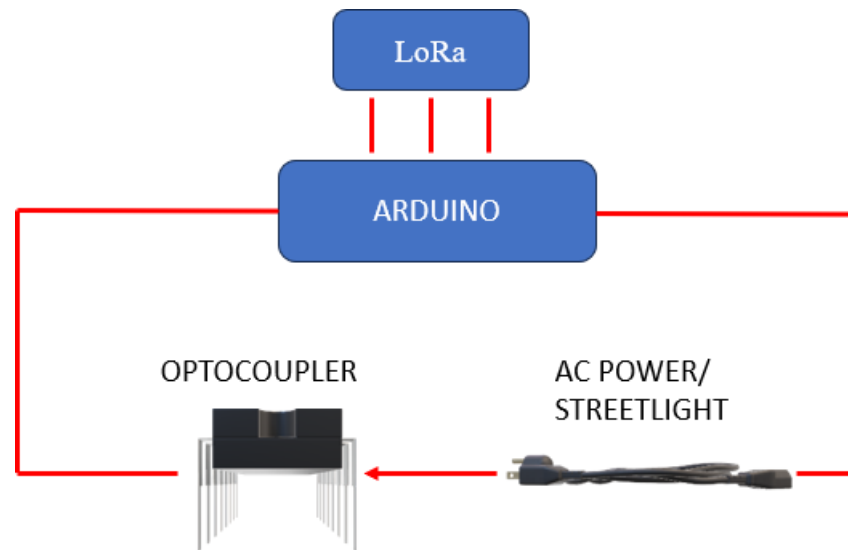 LoRa
ARDUINO
OPTOCOUPLER
AC POWER/
STREETLIGHT